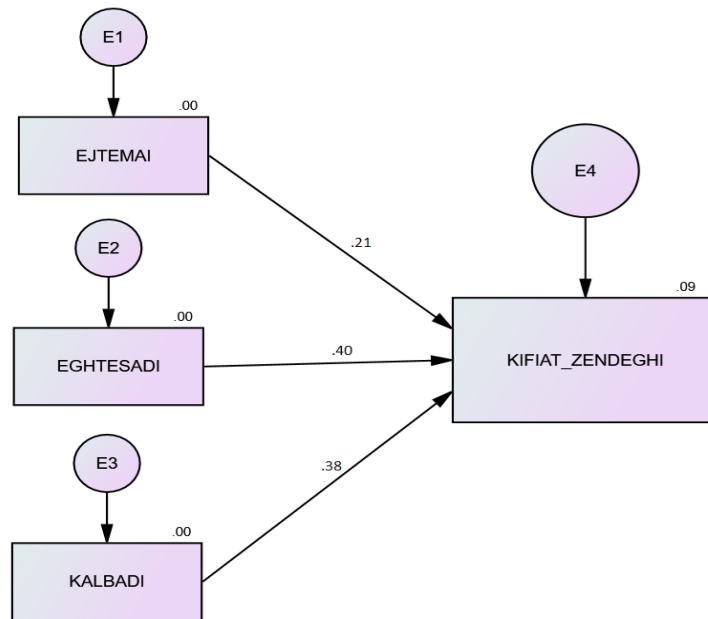 E1
.00
EJTEMAI
E4
.21
E2
.00
.09
EGHTESADI
.40
KIFIAT_ZENDEGHI
E3
.38
.00
KALBADI